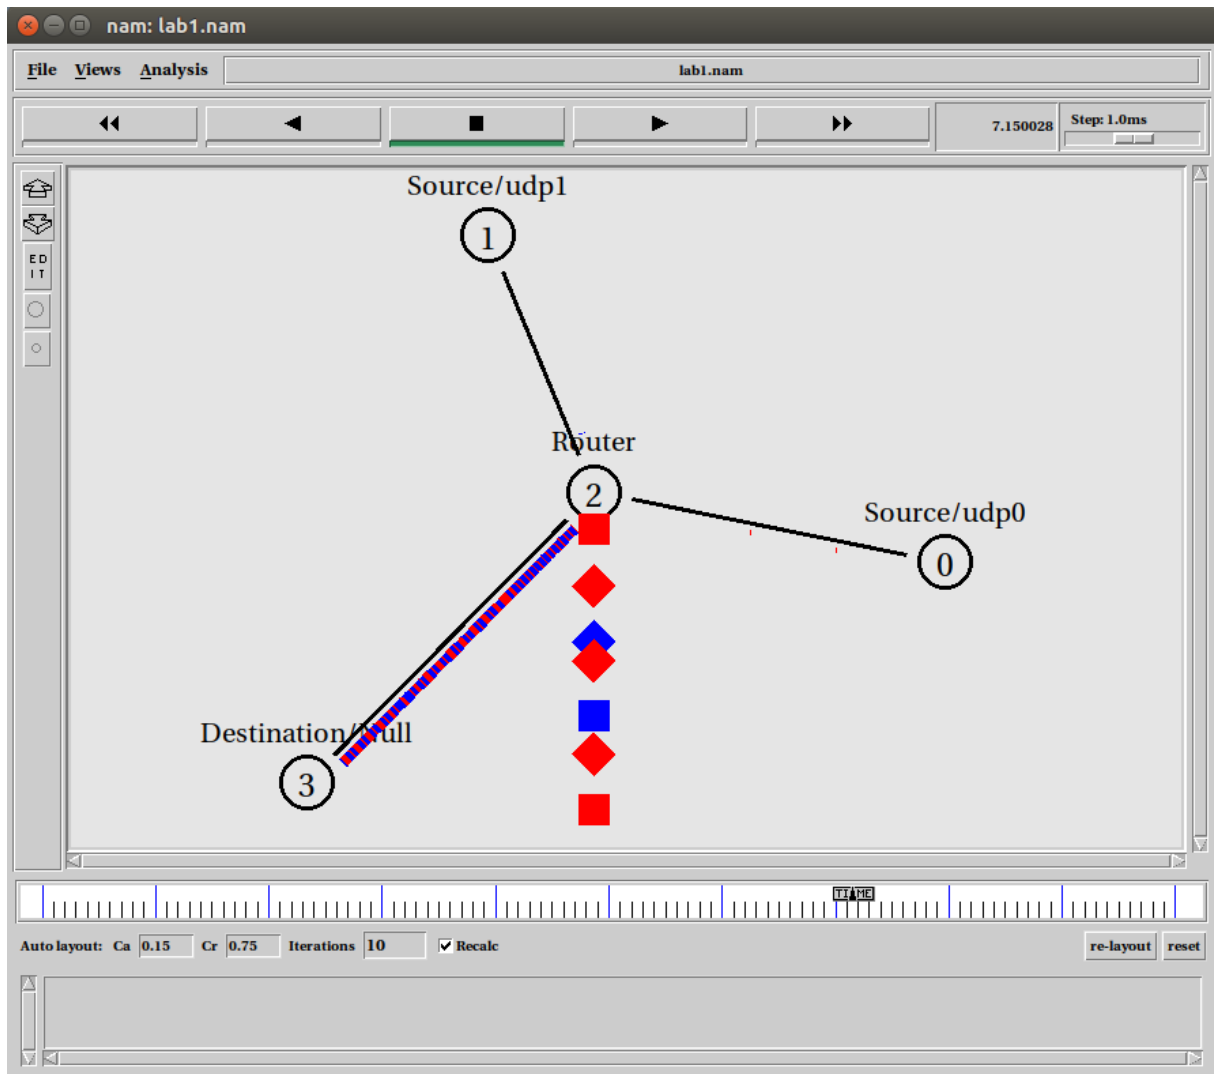 nam: lab1.nam
File Views Analysis lab1.nam
7.150028 Step: 1.0ms
E D
I T
Source/udp1
1
Router
2
Source/udp0
0
Destination/Null
3
TIME
Auto layout: Ca 0.15 Cr 0.75 Iterations 10 Recalc re-layout reset